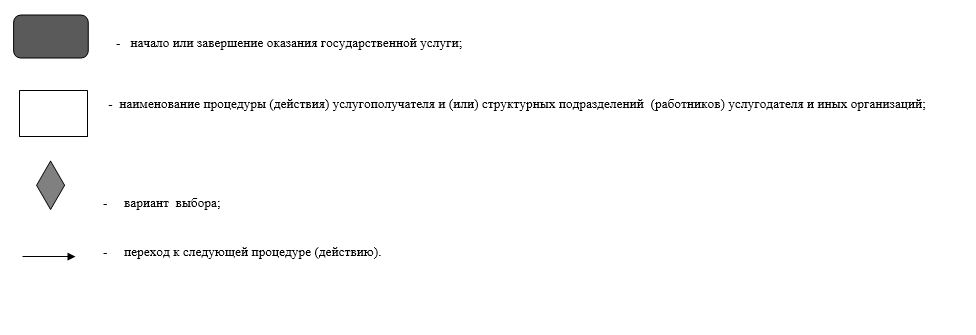 - начало или завершение оказания государственной услуги;
- наименование процедуры (действия) услугополучателя и (или) структурных подразделений (работников) услугодателя и иных организаций;
- вариант выбора;
- переход к следующей процедуре (действию).